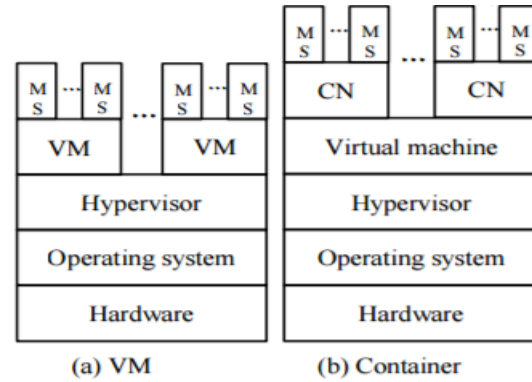 M S ... M S ... M S ... M S
VM VM
Hypervisor
Operating system
Hardware
(a) VM
M S ... M S ... M S ... M S
CN CN
Virtual machine
Hypervisor
Operating system
Hardware
(b) Container